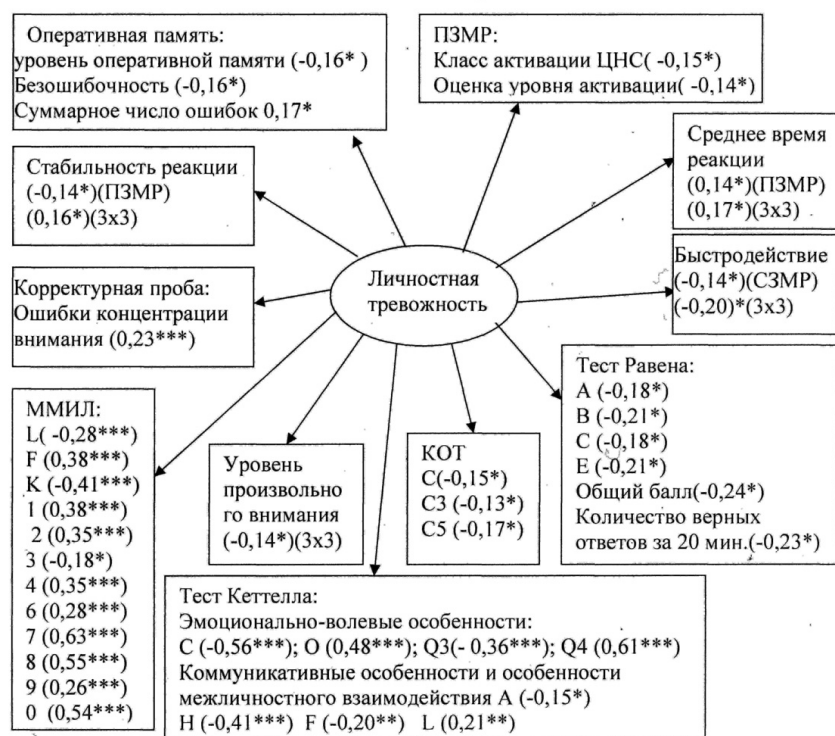 Оперативная память:
уровень оперативной памяти (-0,16* )
Безошибочность (-0,16*)
Суммарное число ошибок 0,17*
ПЗМР:
Класс активации ЦНС( -0,15*)
Оценка уровня активации( -0,14*)
Стабильность реакции
(-0,14*)(ПЗМР)
(0,16*)(3х3)
Среднее время
реакции
(0,14*)(ПЗМР)
(0,17*)(3х3)
Корректурная проба:
Ошибки концентрации
внимания (0,23***)
Личностная
тревожность
Быстродействие
(-0,14*)(СЗМР)
(-0,20)*(3х3)
ММИЛ:
L( -0,28***)
F (0,38***)
K (-0,41***)
1 (0,38***)
2 (0,35***)
3 (-0,18*)
4 (0,35***)
6 (0,28***)
7 (0,63***)
8 (0,55***)
9 (0,26***)
0 (0,54***)
Уровень
произвольно
го внимания
(-0,14*)(3х3)
КОТ
С(-0,15*)
С3 (-0,13*)
С5 (-0,17*)
Тест Равена:
А (-0,18*)
В (-0,21*)
С (-0,18*)
Е (-0,21*)
Общий балл(-0,24*)
Количество верных
ответов за 20 мин.(-0,23*)
Тест Кеттелла:
Эмоционально-волевые особенности:
С (-0,56***); О (0,48***); Q3(- 0,36***); Q4 (0,61***)
Коммуникативные особенности и особенности
межличностного взаимодействия А (-0,15*)
Н (-0,41***) F (-0,20**) L (0,21**)